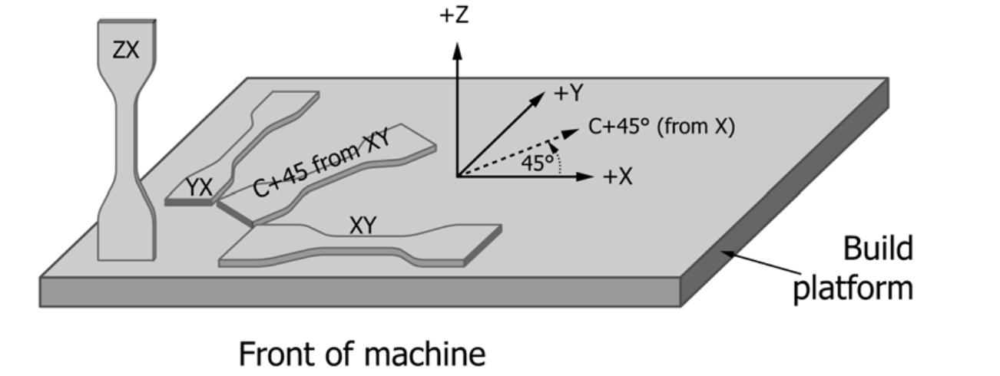 +Z
ZX
+Y
C+45° (from X)
45°
+X
C+45 from XY
YX
XY
Build
platform
Front of machine